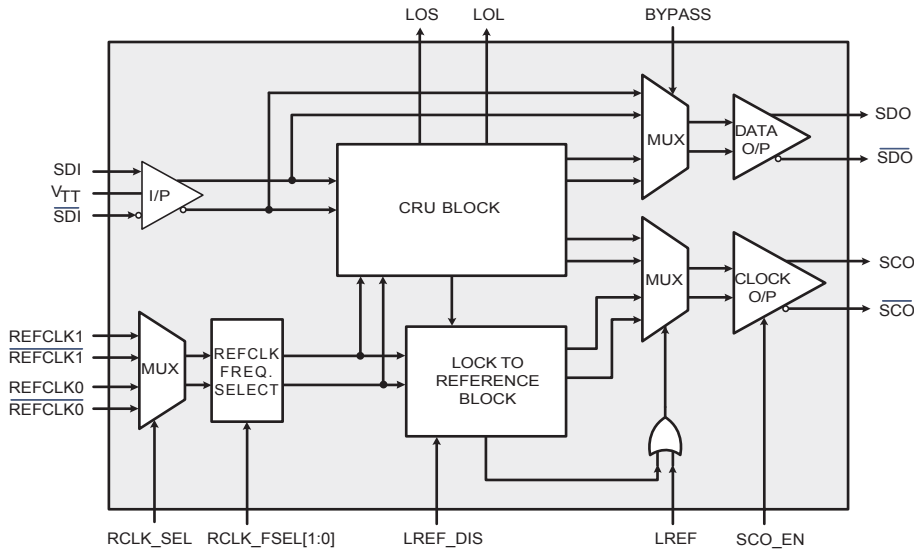 LOS
LOL
BYPASS
SDI
VTT
SDI
I/P
CRU BLOCK
MUX
DATA
O/P
SDO
SDO
MUX
CLOCK
O/P
SCO
SCO
REFCLK1
REFCLK1
REFCLK0
REFCLK0
MUX
REFCLK
FREQ.
SELECT
LOCK TO
REFERENCE
BLOCK
RCLK_SEL
RCLK_FSEL[1:0]
LREF_DIS
LREF
SCO_EN